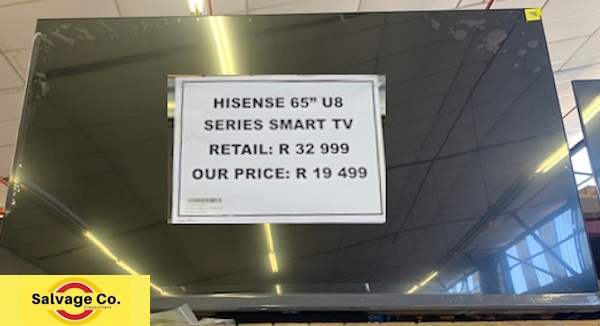 HISENSE 65” U8
SERIES SMART TV
RETAIL: R 32 999
OUR PRICE: R 19 499
Salvage Co.